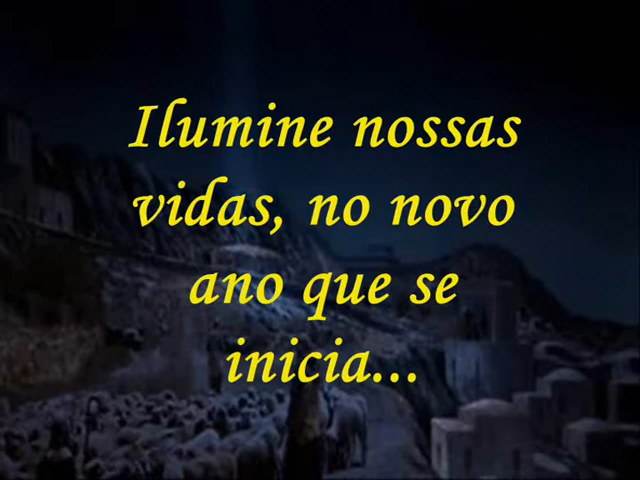 Ilumine nossas
vidas, no novo
ano que se
inicia...